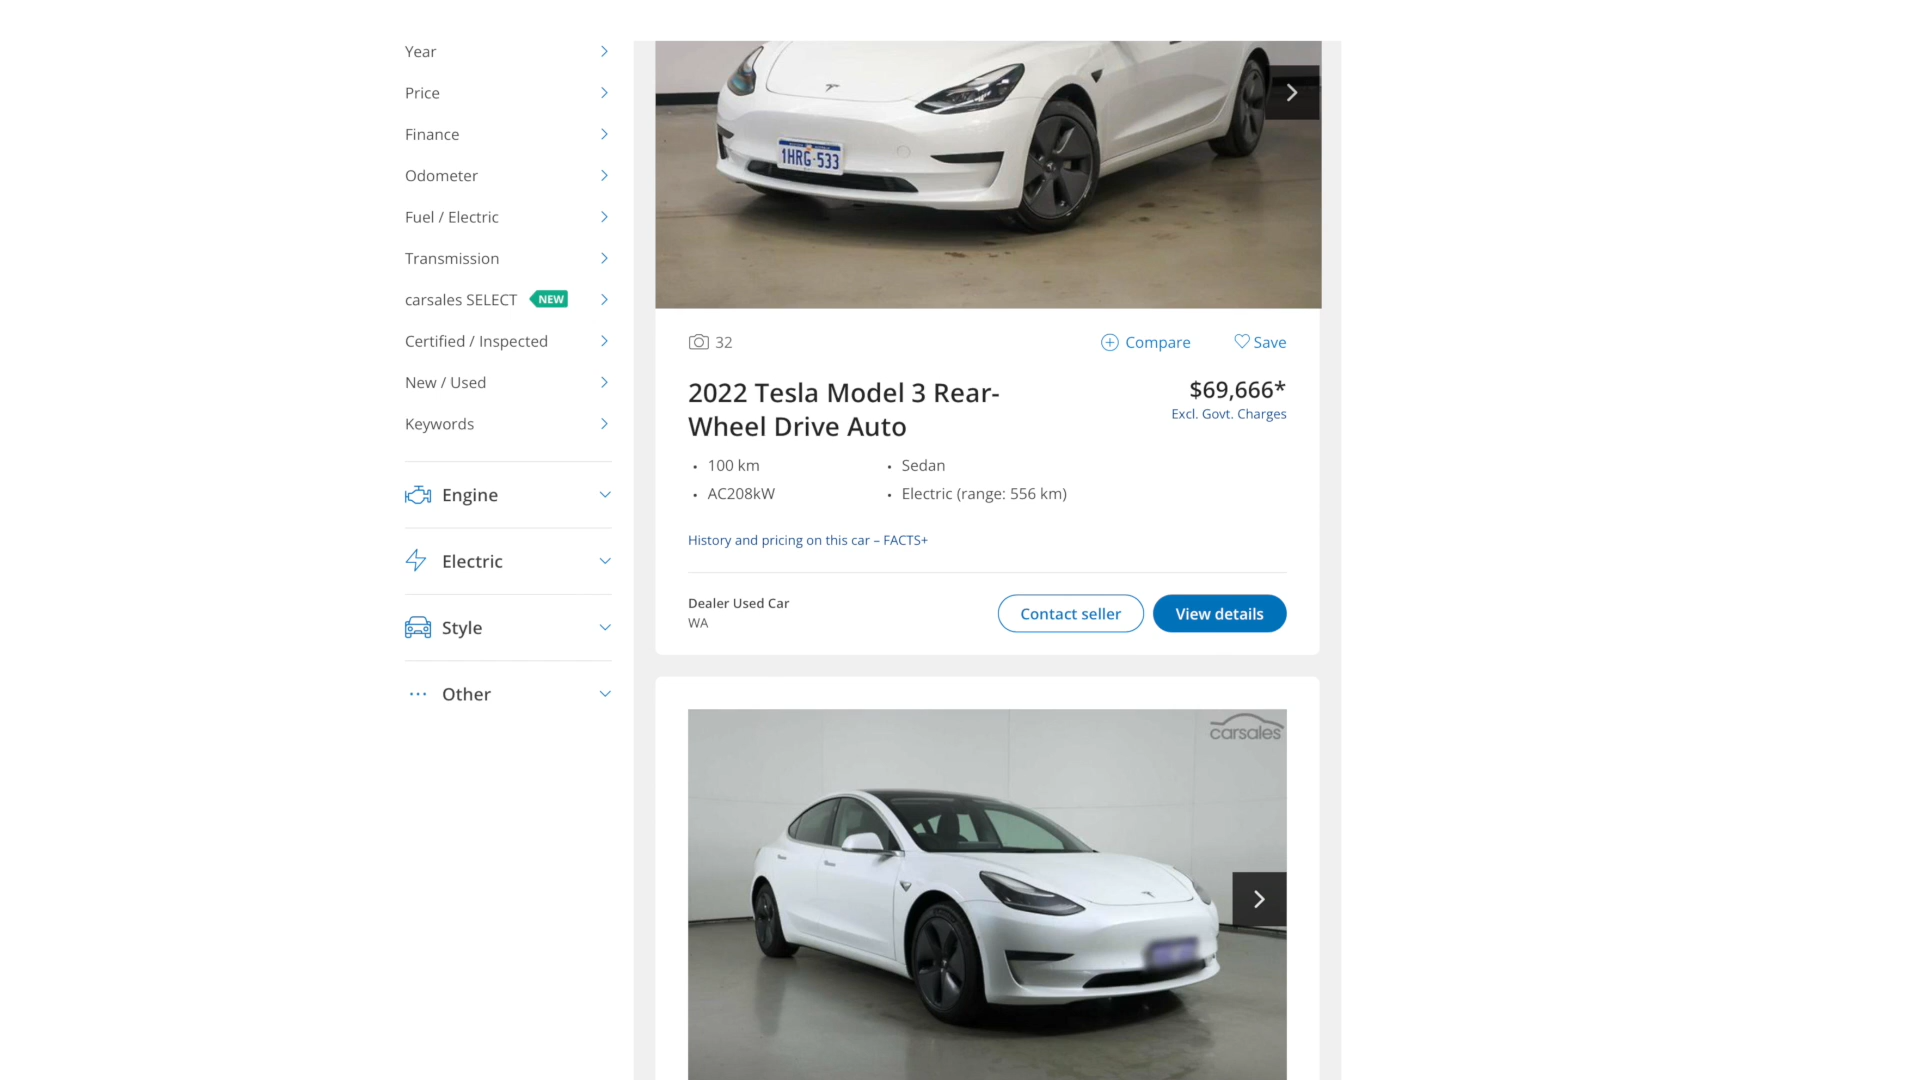 Year
Price
Finance
Odometer
Fuel / Electric
Transmission
carsales SELECT NEW
Certified / Inspected
New / Used
Keywords
Engine
Electric
Style
Other
1HRG·533
32
Compare
Save
2022 Tesla Model 3 Rear-
Wheel Drive Auto
$69,666*
Excl. Govt. Charges
100 km
Sedan
AC208kW
Electric (range: 556 km)
History and pricing on this car – FACTS+
Dealer Used Car
WA
Contact seller
View details
carsales